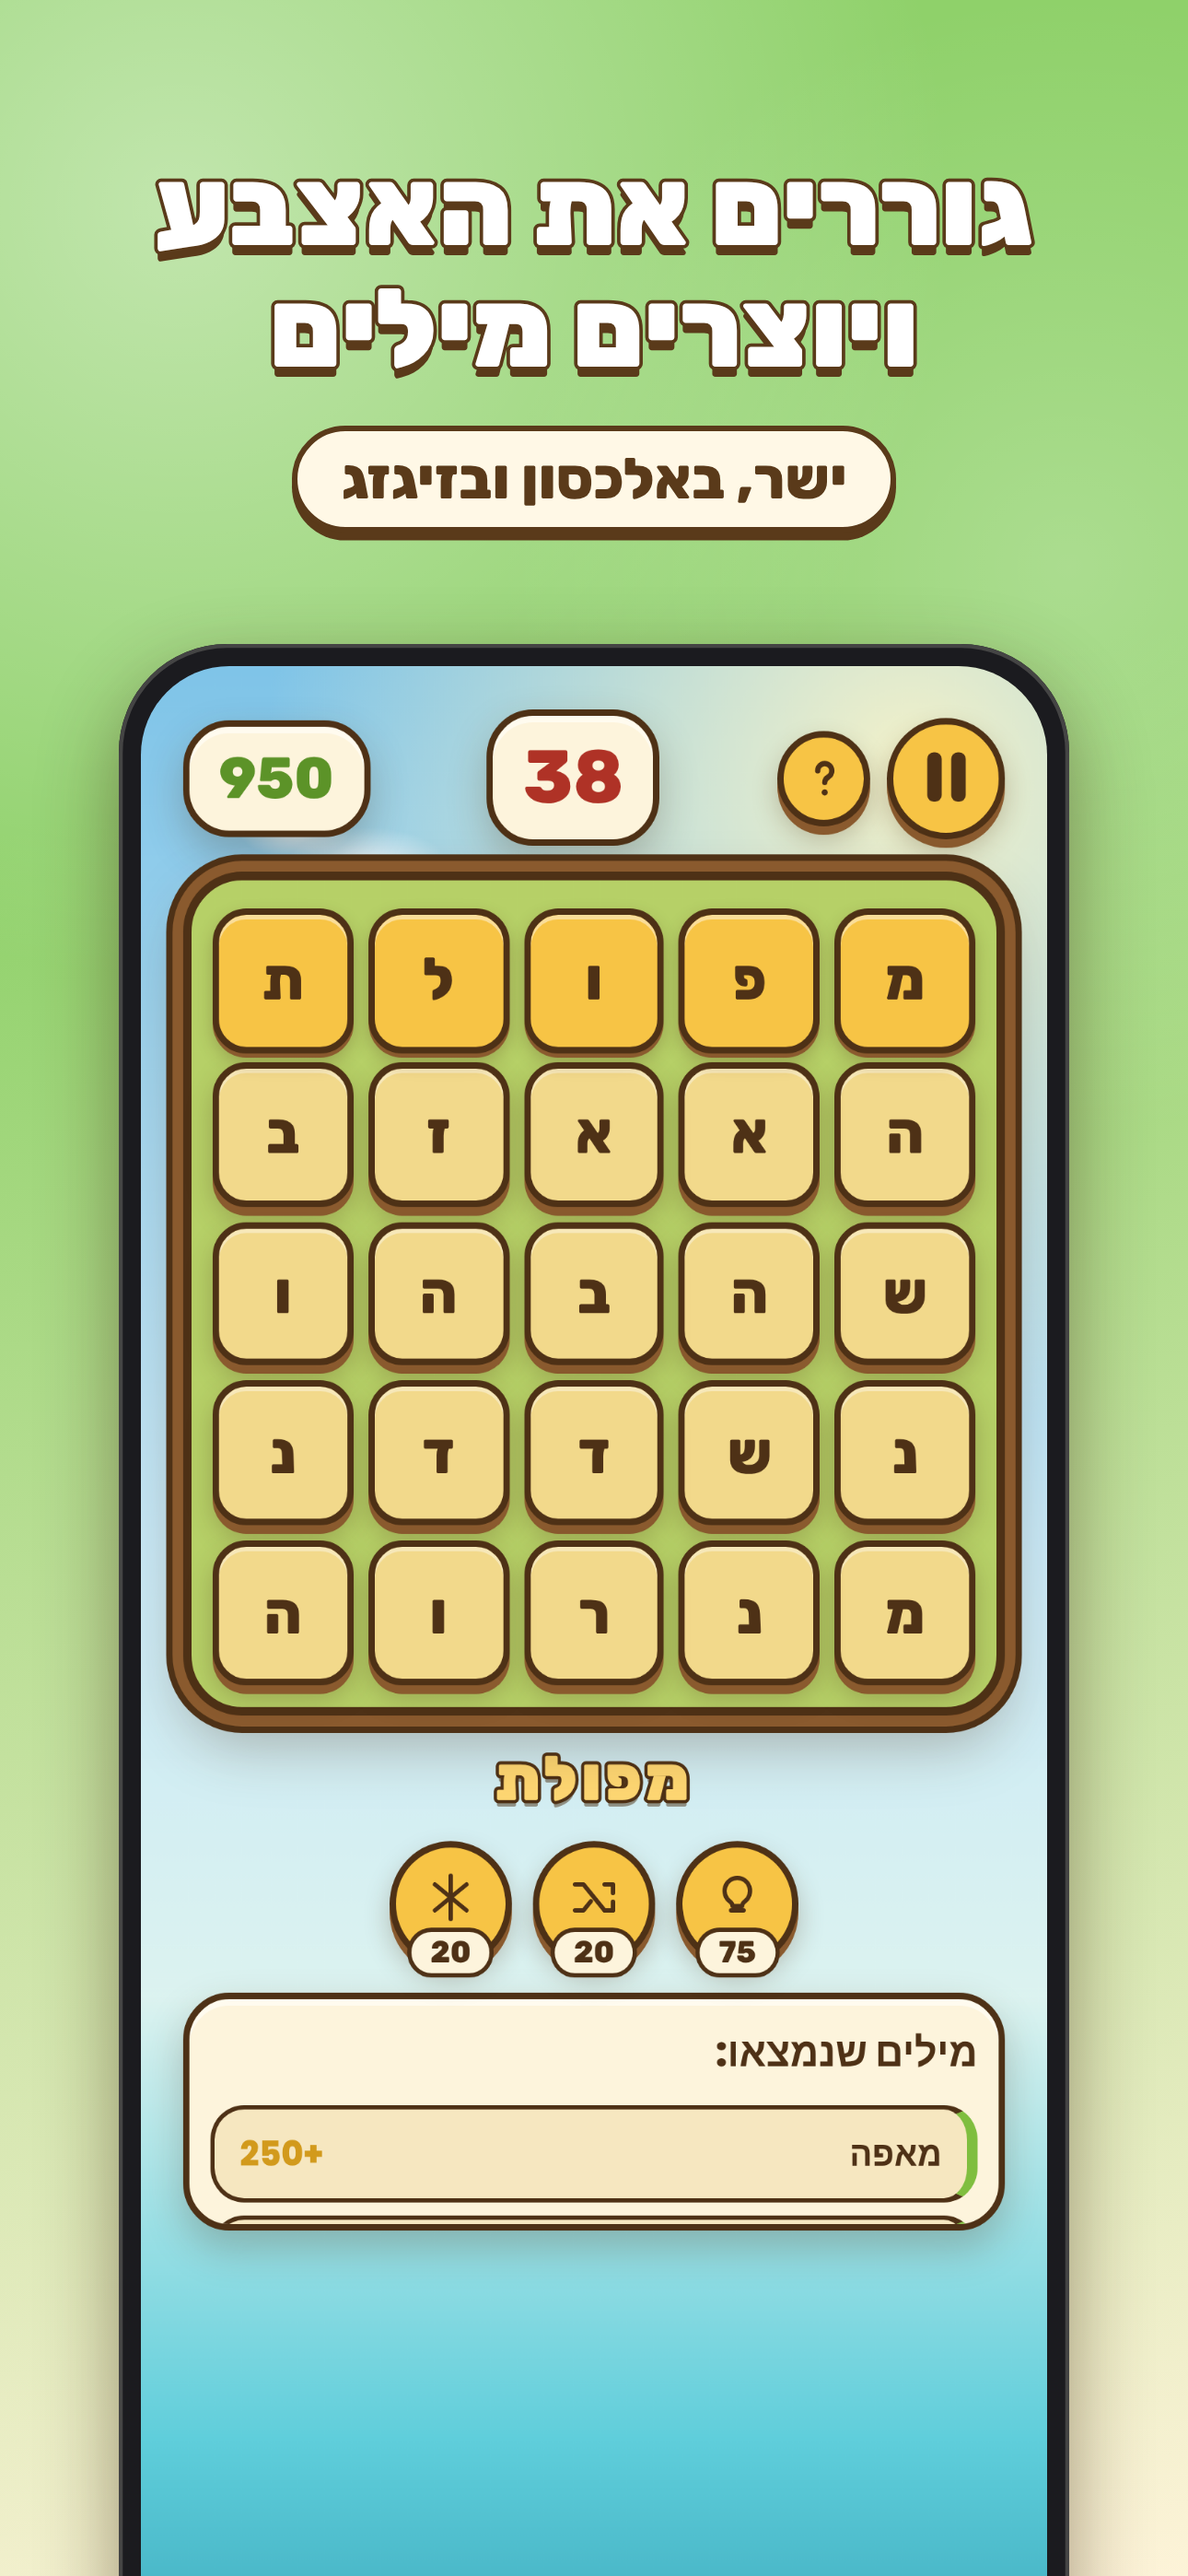 גוררים את האצבע
ויוצרים מילים
ישר, באלכסון ובזיגזג
? 38 950
מ פ ו ל ת
ה א א ז ב
ש ה ב ה ו
נ ש ד ד נ
מ נ ר ו ה
מפולת
75 20 20
מילים שנמצאו:
מאפה +250